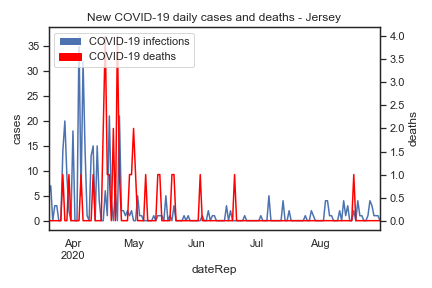 New COVID-19 daily cases and deaths - Jersey
COVID-19 infections
COVID-19 deaths
cases
35
30
25
20
15
10
5
0
4.0
3.5
3.0
2.5
2.0
1.5
1.0
0.5
0.0
deaths
Apr
2020
May
Jun
Jul
Aug
dateRep